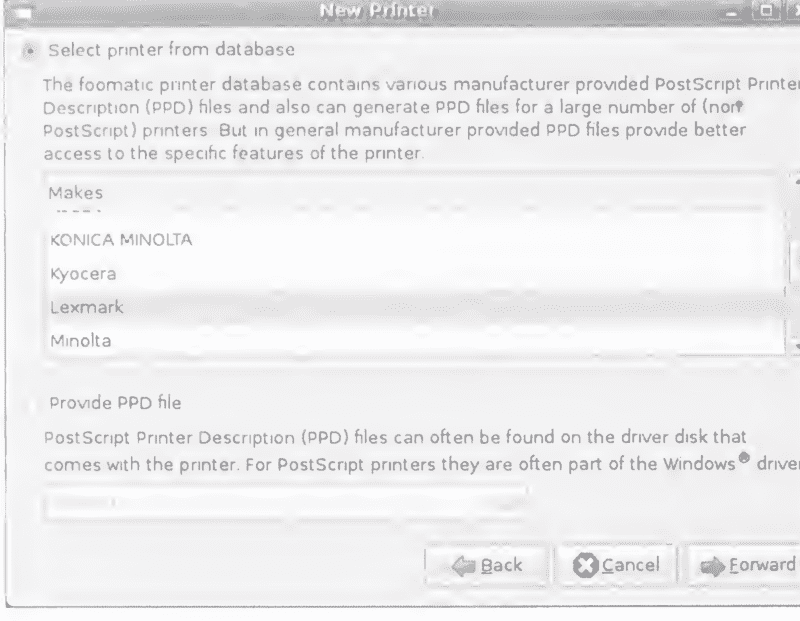 New Printer
Select printer from database
The foomatic printer database contains various manufacturer provided PostScript Printer
Description (PPD) files and also can generate PPD files for a large number of (non
PostScript) printers. But in general manufacturer provided PPD files provide better
access to the specific features of the printer.
Makes
KONICA MINOLTA
Kyocera
Lexmark
Minolta
Provide PPD file
PostScript Printer Description (PPD) files can often be found on the driver disk that
comes with the printer. For PostScript printers they are often part of the Windows® driver
Back
Cancel
Forward